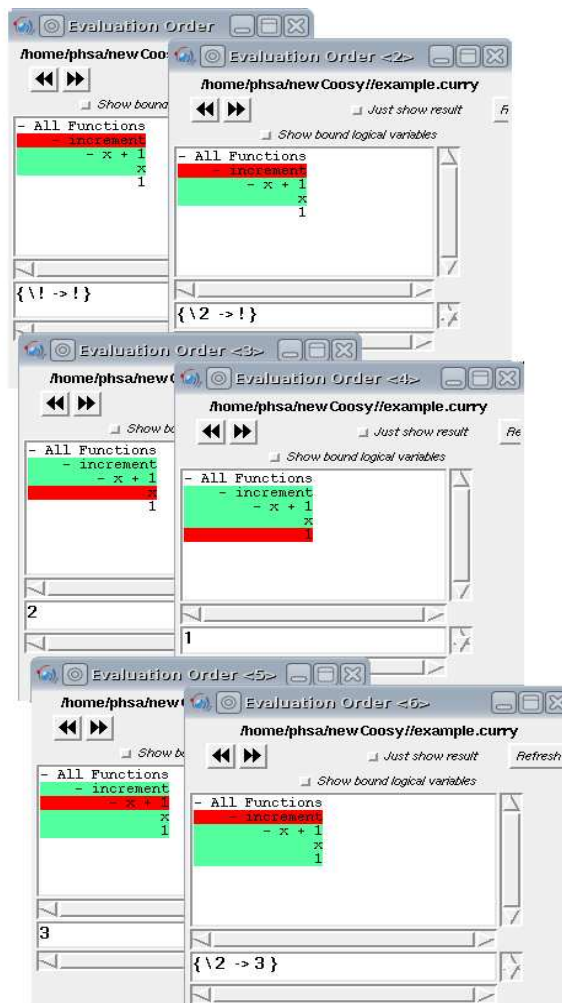 Evaluation Order
/home/phsa/new Coos
Show bound
- All Functions
- increment
- x + 1
x
1
{ \! -> ! }
Evaluation Order <2>
/home/phsa/newCoosy//example.curry
Just show result
Show bound logical variables
- All Functions
- increment
- x + 1
x
1
{ \2 -> ! }
Evaluation Order <3>
/home/phsa/new
Show
- All Functions
- increment
- x + 1
x
1
2
Evaluation Order <4>
/home/phsa/newCoosy//example.curry
Just show result
Re
Show bound logical variables
- All Functions
- increment
- x + 1
x
1
1
Evaluation Order <5>
/home/phsa/new
Show
- All Functions
- increment
- x + 1
x
1
3
Evaluation Order <6>
/home/phsa/newCoosy//example.curry
Just show result
Refresh
Show bound logical variables
- All Functions
- increment
- x + 1
x
1
{ \2 -> 3 }